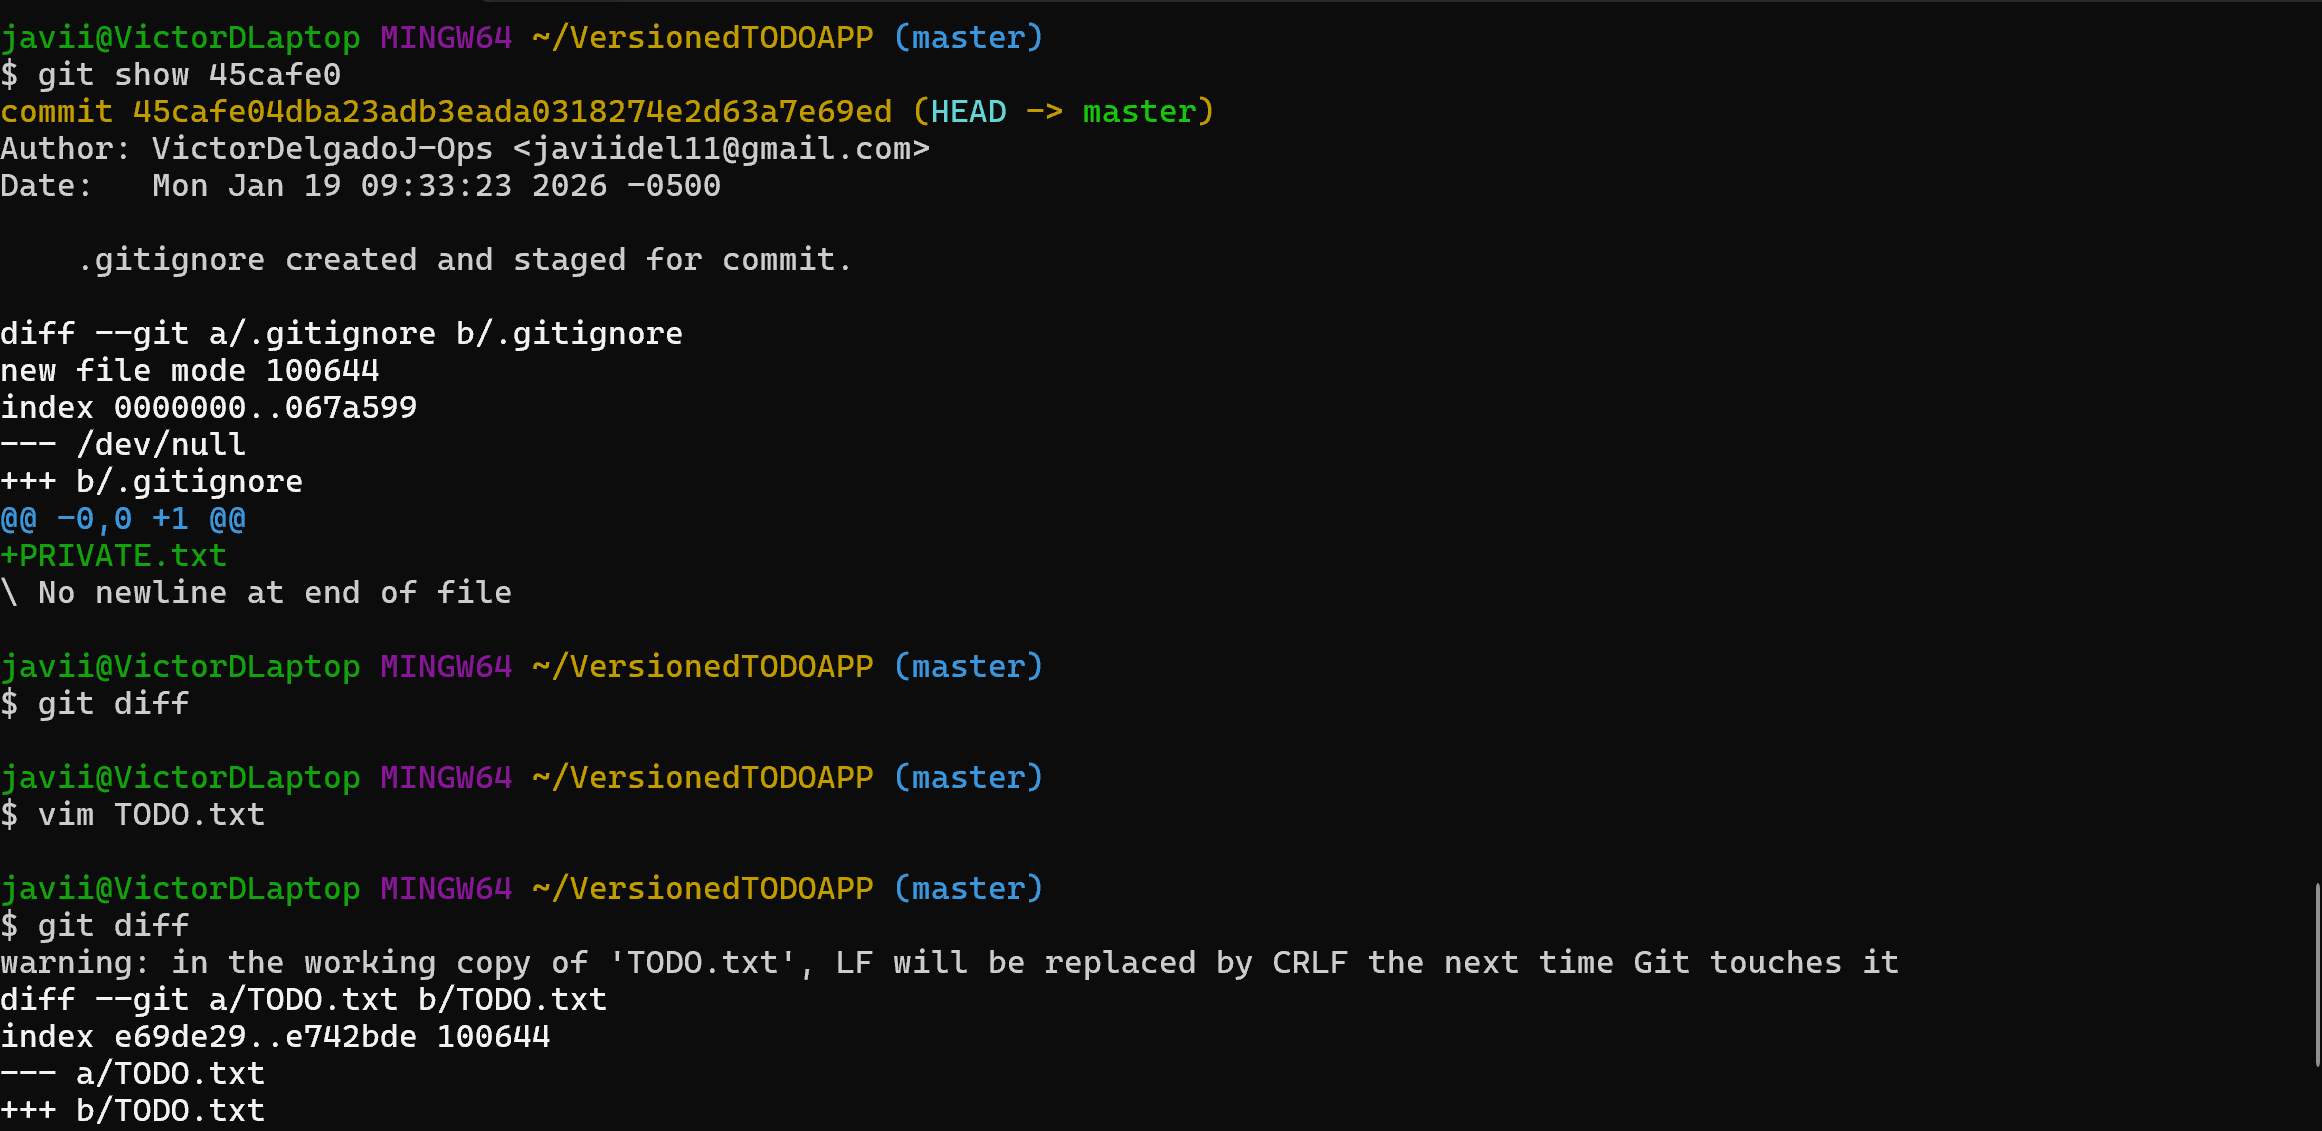 javii@VictorDLaptop MINGW64 ~/VersionedTODOAPP (master)
$ git show 45cafe0
commit 45cafe04dba23adb3eada0318274e2d63a7e69ed (HEAD -> master)
Author: VictorDelgadoJ-Ops <javiidel11@gmail.com>
Date:   Mon Jan 19 09:33:23 2026 -0500

    .gitignore created and staged for commit.

diff --git a/.gitignore b/.gitignore
new file mode 100644
index 0000000..067a599
--- /dev/null
+++ b/.gitignore
@@ -0,0 +1 @@
+PRIVATE.txt
\ No newline at end of file

javii@VictorDLaptop MINGW64 ~/VersionedTODOAPP (master)
$ git diff

javii@VictorDLaptop MINGW64 ~/VersionedTODOAPP (master)
$ vim TODO.txt

javii@VictorDLaptop MINGW64 ~/VersionedTODOAPP (master)
$ git diff
warning: in the working copy of 'TODO.txt', LF will be replaced by CRLF the next time Git touches it
diff --git a/TODO.txt b/TODO.txt
index e69de29..e742bde 100644
--- a/TODO.txt
+++ b/TODO.txt